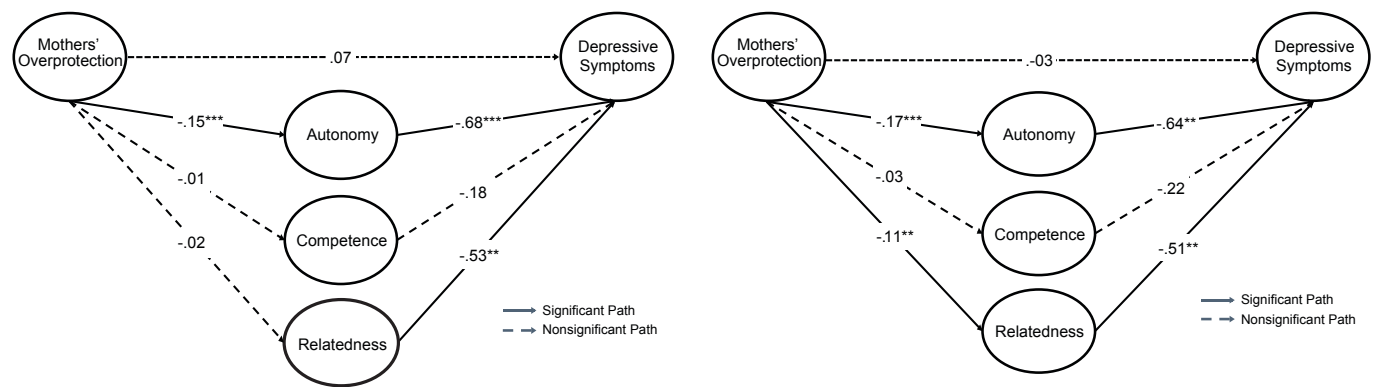 Mothers'
Overprotection
.07
Depressive
Symptoms
-.15***
Autonomy
-.68***
-.01
Competence
-.18
-.02
Relatedness
-.53**
Significant Path
Nonsignificant Path
Mothers'
Overprotection
.-03
Depressive
Symptoms
-.17***
Autonomy
-.64**
-.03
Competence
-.22
-.11**
Relatedness
-.51**
Significant Path
Nonsignificant Path